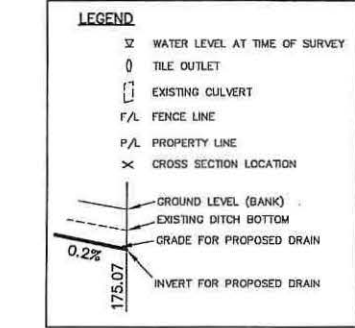 LEGEND
WATER LEVEL AT TIME OF SURVEY
TILE OUTLET
EXISTING CULVERT
F/L FENCE LINE
P/L PROPERTY LINE
CROSS SECTION LOCATION
GROUND LEVEL (BANK)
EXISTING DITCH BOTTOM
GRADE FOR PROPOSED DRAIN
0.2%
INVERT FOR PROPOSED DRAIN
175.07